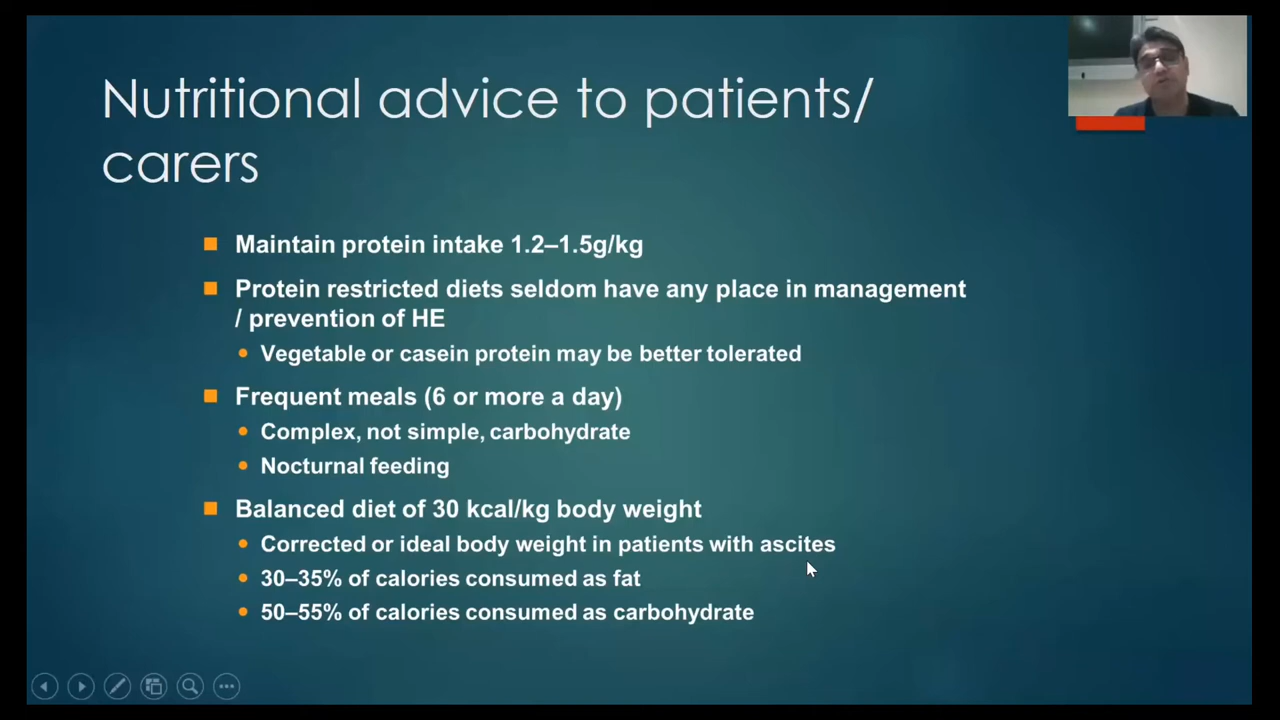 Nutritional advice to patients/
carers
Maintain protein intake 1.2–1.5g/kg
Protein restricted diets seldom have any place in management
/ prevention of HE
Vegetable or casein protein may be better tolerated
Frequent meals (6 or more a day)
Complex, not simple, carbohydrate
Nocturnal feeding
Balanced diet of 30 kcal/kg body weight
Corrected or ideal body weight in patients with ascites
30–35% of calories consumed as fat
50–55% of calories consumed as carbohydrate